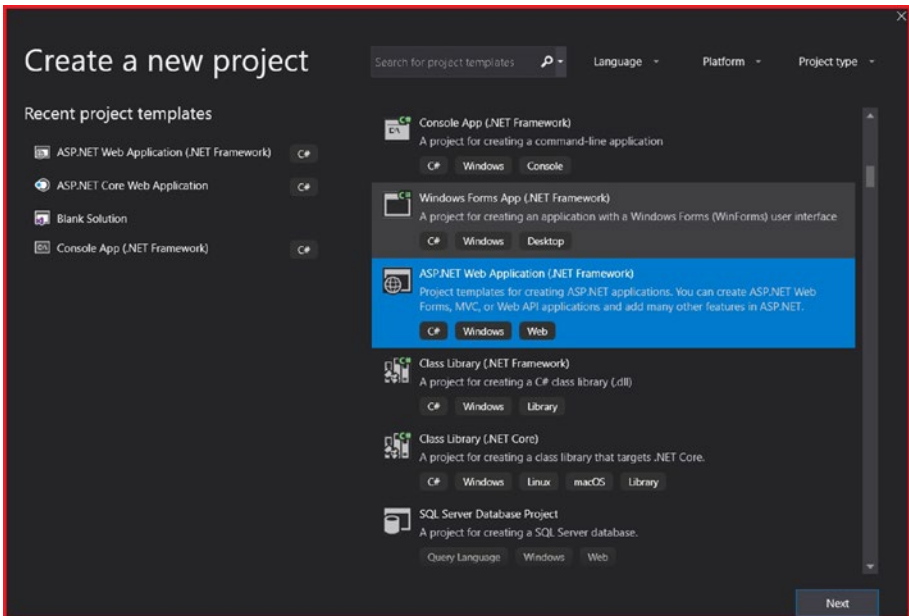 Create a new project
Search for project templates
Language
Platform
Project type
Recent project templates
ASP.NET Web Application (.NET Framework)
C#
ASP.NET Core Web Application
C#
Blank Solution
Console App (.NET Framework)
C#
Console App (.NET Framework)
A project for creating a command-line application
C# Windows Console
Windows Forms App (.NET Framework)
A project for creating an application with a Windows Forms (WinForms) user interface
C# Windows Desktop
ASP.NET Web Application (.NET Framework)
Project templates for creating ASP.NET applications. You can create ASP.NET Web
Forms, MVC, or Web API applications and add many other features in ASP.NET.
C# Windows Web
Class Library (.NET Framework)
A project for creating a C# class library (.dll)
C# Windows Library
Class Library (.NET Core)
A project for creating a class library that targets .NET Core.
C# Windows Linux macOS Library
SQL Server Database Project
A project for creating a SQL Server database.
Query Language Windows Web
Next